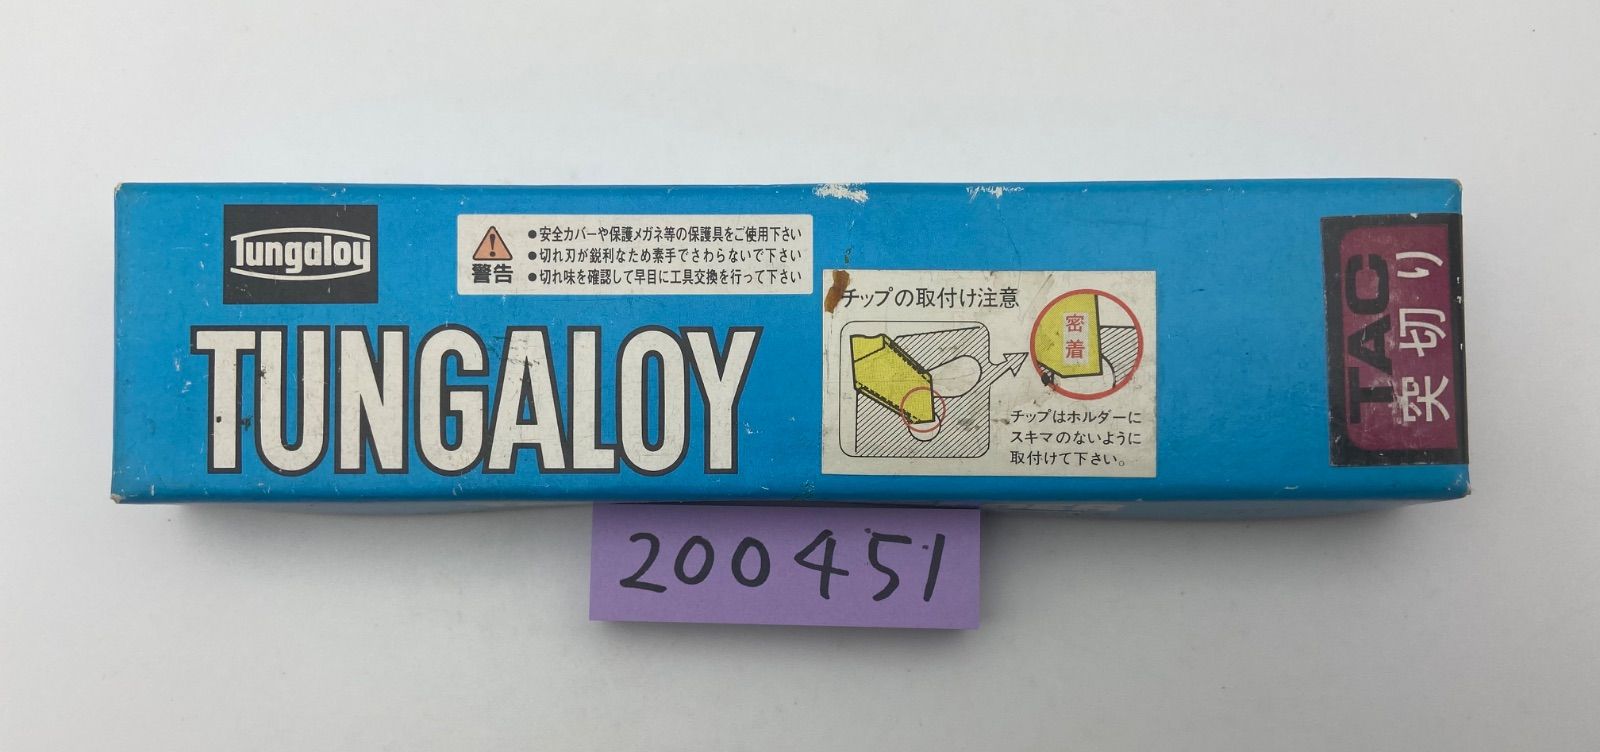 Tungaloy
TUNGALOY
警告
●安全カバーや保護メガネ等の保護具をご使用下さい
●切れ刃が鋭利なため素手でさわらないで下さい
●切れ味を確認して早目に工具交換を行って下さい
チップの取付け注意
密着
チップはホルダーに
スキマのないように
取付けて下さい。
TAC
突切り
200451